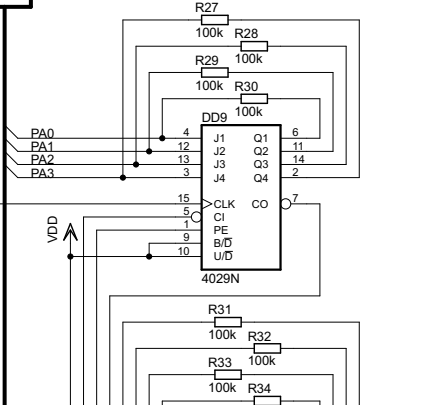 R27
100k
R28
100k
R29
100k
R30
100k
DD9
PA0 4 J1 Q1 6
PA1 12 J2 Q2 11
PA2 13 J3 Q3 14
PA3 3 J4 Q4 2
15 CLK CO 7
5 CI
1 PE
9 B/D
10 U/D
VDD
4029N
R31
100k
R32
100k
R33
100k
R34